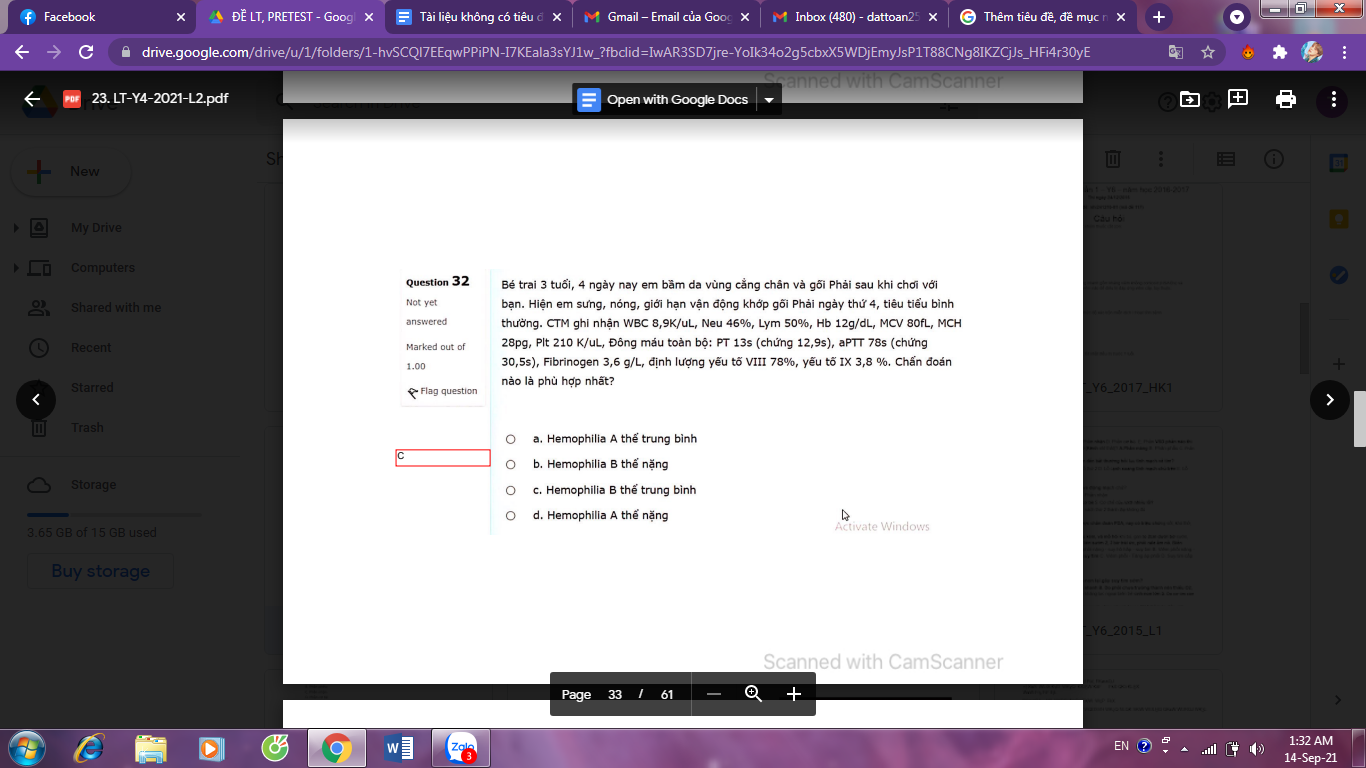 Facebook
ĐỀ LT, PRETEST - Goog
Tài liệu không có tiêu đ
Gmail – Email của Goog
Inbox (480) - dattoan25
Thêm tiêu đề, đề mục
drive.google.com/drive/u/1/folders/1-hvSCQI7EEqwPPiPN-I7KEala3sYJ1w_?fbclid=IwAR3SD7jre-YoIk34o2g5cbxX5WDjEmyJsP1T88CNg8IKZCjJs_HFi4r30yE
Scanned with CamScanner
PDF
23. LT-Y4-2021-L2.pdf
Open with Google Docs
New
My Drive
Computers
Shared with me
Recent
Starred
Trash
Storage
3.65 GB of 15 GB used
Buy storage
Question 32
Not yet
answered
Marked out of
1.00
Flag question
C
Bé trai 3 tuổi, 4 ngày nay em bầm da vùng cẳng chân và gối Phải sau khi chơi với
bạn. Hiện em sưng, nóng, giới hạn vận động khớp gối Phải ngày thứ 4, tiêu tiểu bình
thường. CTM ghi nhận WBC 8,9K/uL, Neu 46%, Lym 50%, Hb 12g/dL, MCV 80fL, MCH
28pg, Plt 210 K/uL, Đông máu toàn bộ: PT 13s (chứng 12,9s), aPTT 78s (chứng
30,5s), Fibrinogen 3,6 g/L, định lượng yếu tố VIII 78%, yếu tố IX 3,8 %. Chẩn đoán
nào là phù hợp nhất?
a. Hemophilia A thể trung bình
b. Hemophilia B thể nặng
c. Hemophilia B thể trung bình
d. Hemophilia A thể nặng
Activate Windows
Scanned with CamScanner
Câu hỏi
_Y6_2017_HK1
_Y6_2015_L1
Page 33 / 61
Zalo
3
EN
1:32 AM
14-Sep-21